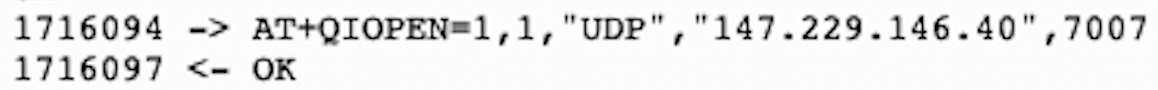 1716094 -> AT+QIOPEN=1,1,"UDP","147.229.146.40",7007
1716097 <- OK